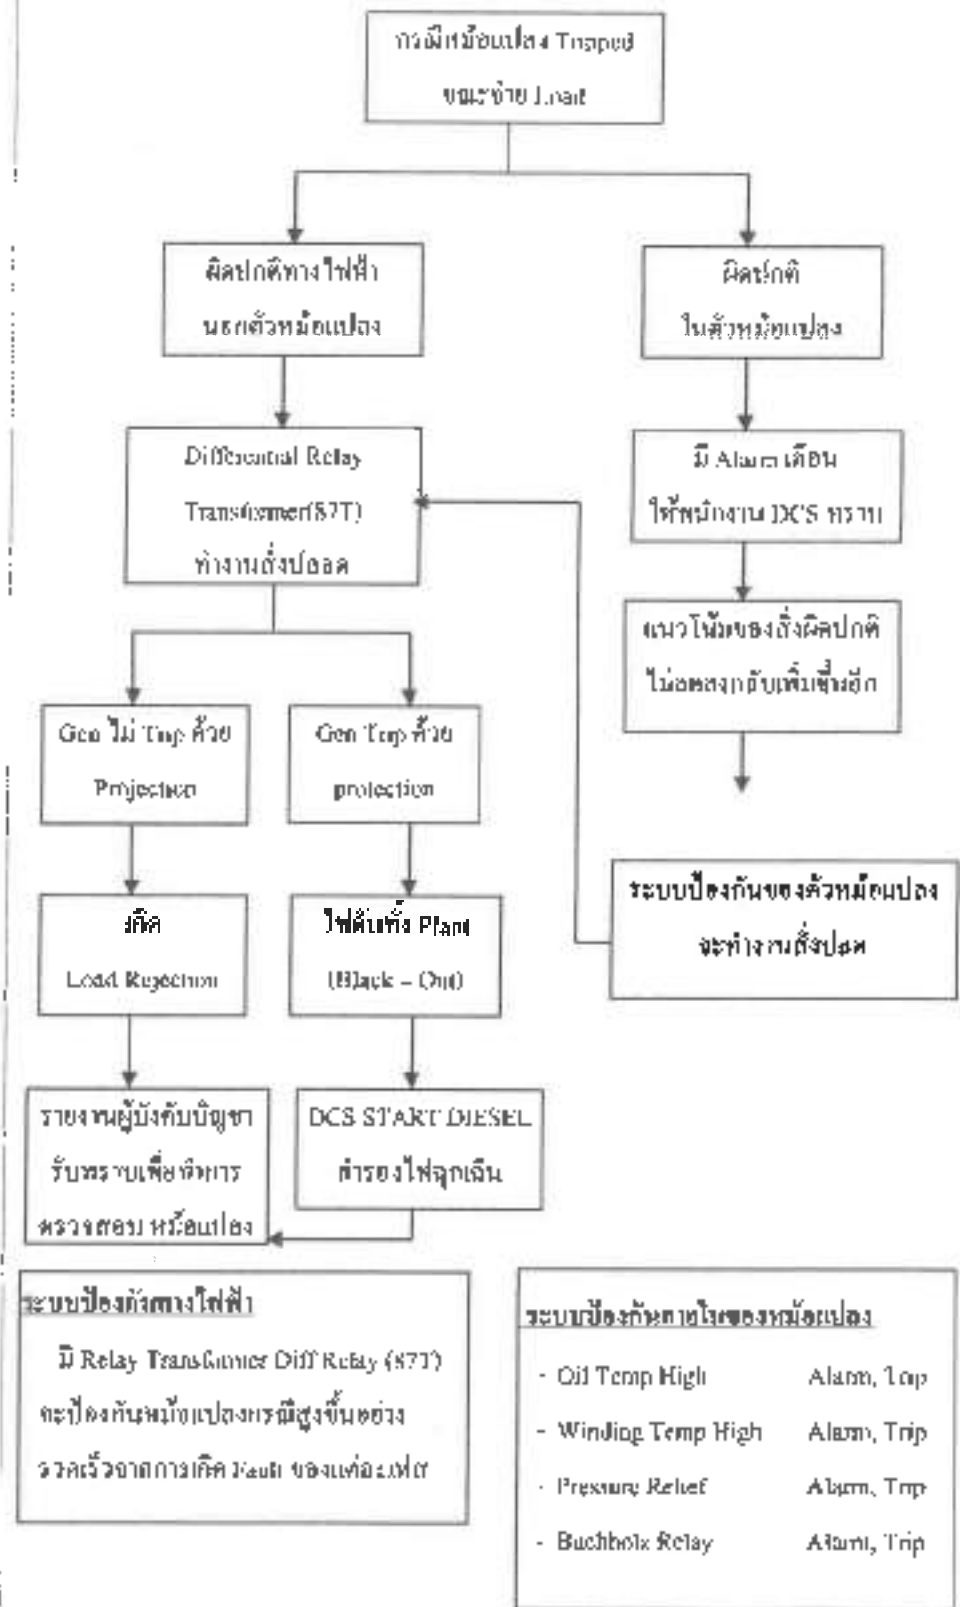 กรณีหม้อแปลง Tripped
ขณะจ่าย Load
ผิดปกติทางไฟฟ้า
นอกตัวหม้อแปลง
ผิดปกติ
ในตัวหม้อแปลง
Differential Relay
Transformer(87T)
ทำงานสั่งปลด
มี Alarm เตือน
ให้พนักงาน DCS ทราบ
แนวโน้มของสิ่งผิดปกติ
ไม่ลดลงกลับเพิ่มขึ้นอีก
Gen ไม่ Trip ด้วย
Projection
Gen Trip ด้วย
protection
ระบบป้องกันของตัวหม้อแปลง
จะทำงานสั่งปลด
เกิด
Load Rejection
ไฟดับทั้ง Plant
(Black – Out)
รายงานผู้บังคับบัญชา
รับทราบเพื่อทำการ
ตรวจสอบ หม้อแปลง
DCS START DIESEL
สำรองไฟฉุกเฉิน
ระบบป้องกันทางไฟฟ้า
มี Relay Transformer Diff Relay (87T)
จะป้องกันหม้อแปลงกรณีสูงขึ้นอย่าง
รวดเร็วจากการเกิด Fault ของแต่ละเฟส
ระบบป้องกันภายในของหม้อแปลง
- Oil Temp High Alarm, Trip
- Winding Temp High Alarm, Trip
- Pressure Relief Alarm, Trip
- Buchholz Relay Alarm, Trip